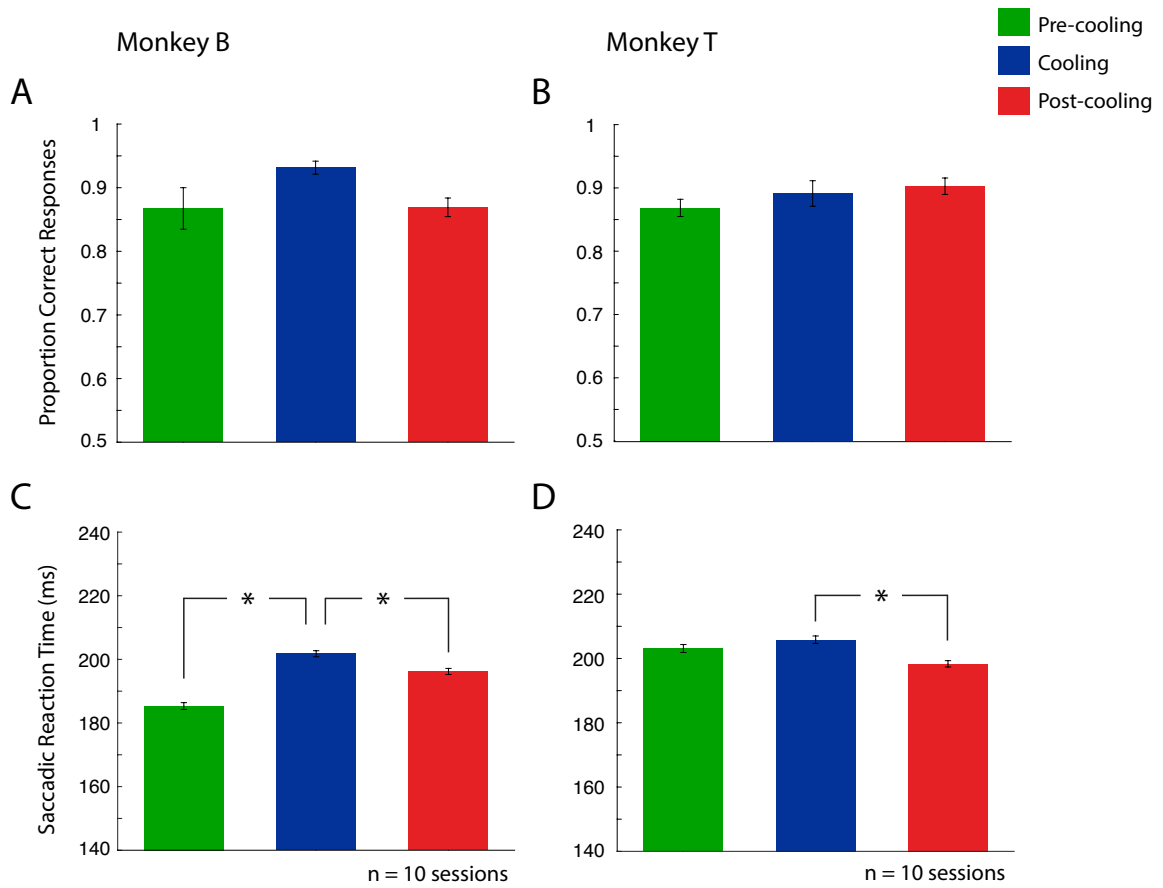 Monkey B
Monkey T
Pre-cooling
Cooling
Post-cooling
A
B
Proportion Correct Responses
1
0.9
0.8
0.7
0.6
0.5
1
0.9
0.8
0.7
0.6
0.5
C
D
Saccadic Reaction Time (ms)
240
220
200
180
160
140
* *
240
220
200
180
160
140
*
n = 10 sessions
n = 10 sessions